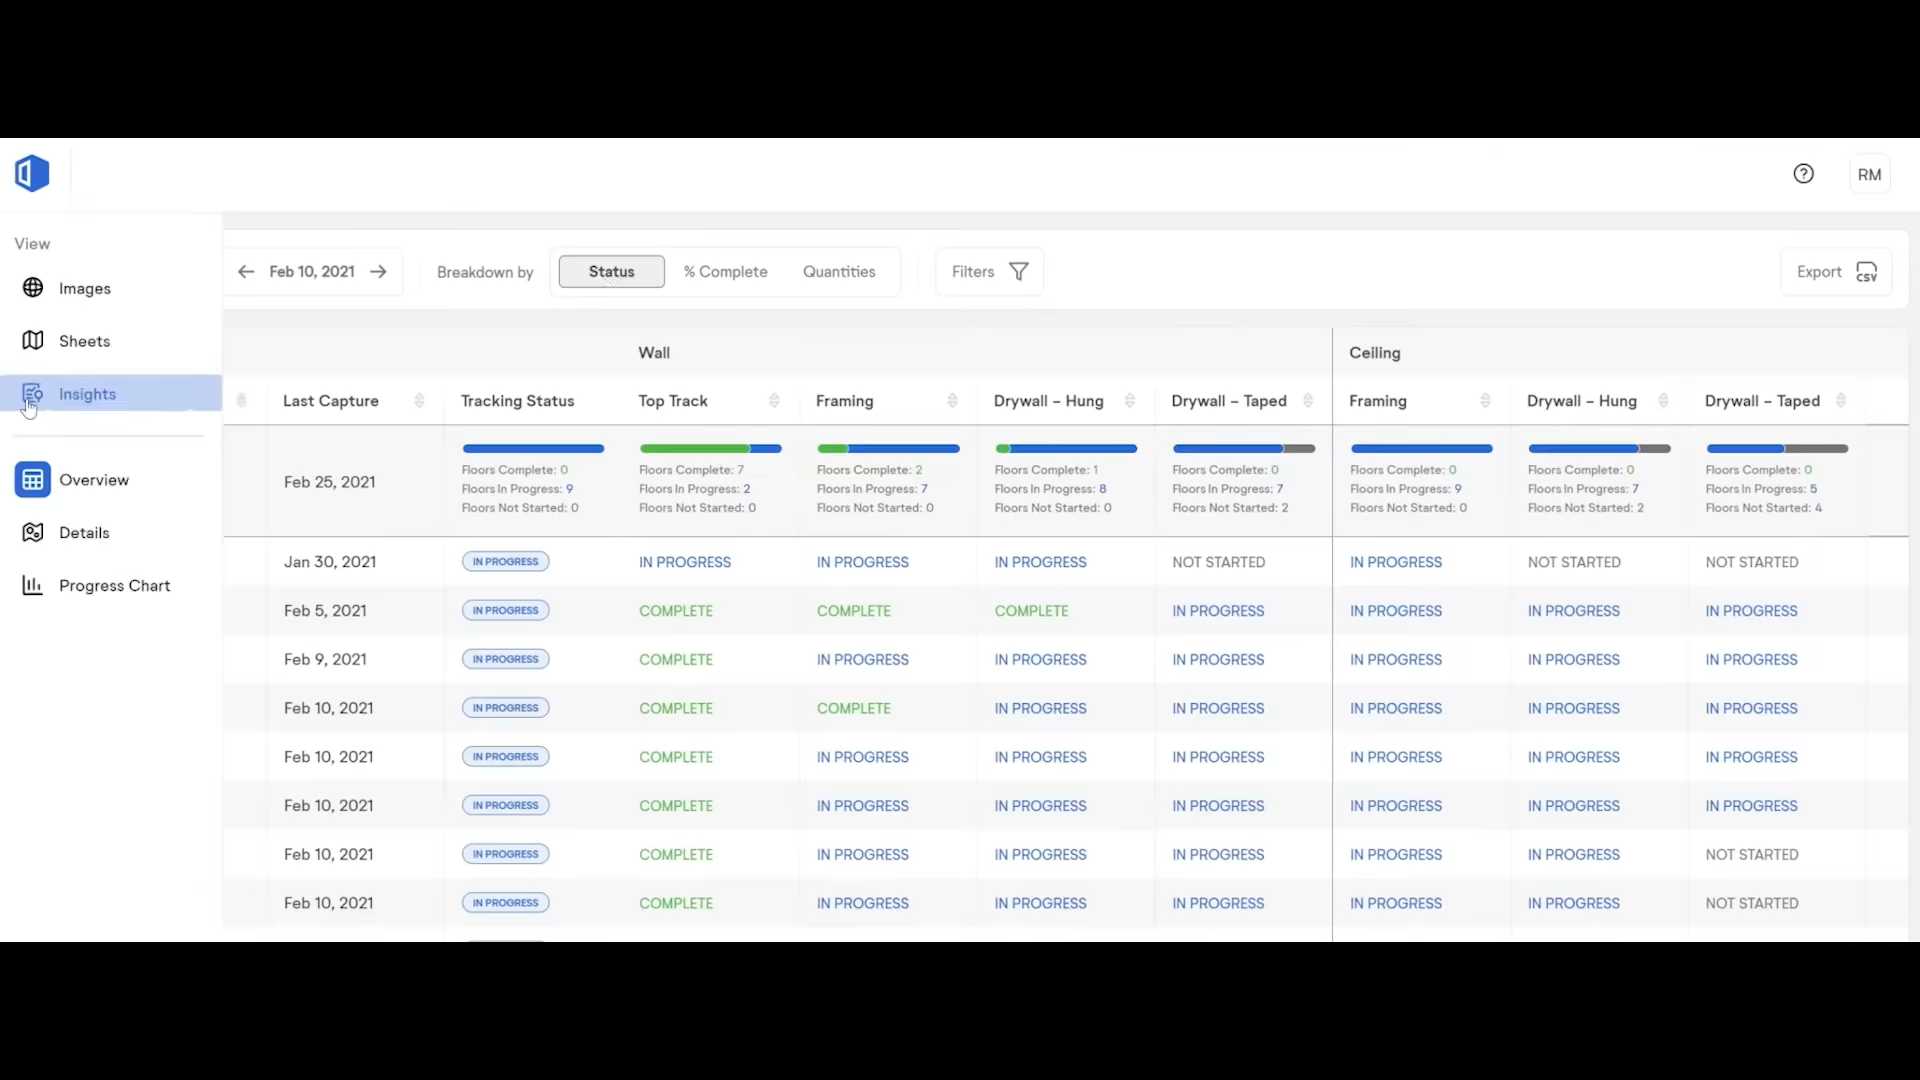 RM
View
Images
Sheets
Insights
Overview
Details
Progress Chart
Feb 10, 2021
Breakdown by
Status
% Complete
Quantities
Filters
Export
CSV
Wall
Ceiling
Last Capture
Tracking Status
Top Track
Framing
Drywall – Hung
Drywall – Taped
Framing
Drywall – Hung
Drywall – Taped
Feb 25, 2021
Floors Complete: 0
Floors In Progress: 9
Floors Not Started: 0
Floors Complete: 7
Floors In Progress: 2
Floors Not Started: 0
Floors Complete: 2
Floors In Progress: 7
Floors Not Started: 0
Floors Complete: 1
Floors In Progress: 8
Floors Not Started: 0
Floors Complete: 0
Floors In Progress: 7
Floors Not Started: 2
Floors Complete: 0
Floors In Progress: 9
Floors Not Started: 0
Floors Complete: 0
Floors In Progress: 7
Floors Not Started: 2
Floors Complete: 0
Floors In Progress: 5
Floors Not Started: 4
Jan 30, 2021 IN PROGRESS IN PROGRESS IN PROGRESS IN PROGRESS NOT STARTED IN PROGRESS NOT STARTED NOT STARTED
Feb 5, 2021 IN PROGRESS COMPLETE COMPLETE COMPLETE IN PROGRESS IN PROGRESS IN PROGRESS IN PROGRESS
Feb 9, 2021 IN PROGRESS COMPLETE IN PROGRESS IN PROGRESS IN PROGRESS IN PROGRESS IN PROGRESS IN PROGRESS
Feb 10, 2021 IN PROGRESS COMPLETE COMPLETE IN PROGRESS IN PROGRESS IN PROGRESS IN PROGRESS IN PROGRESS
Feb 10, 2021 IN PROGRESS COMPLETE IN PROGRESS IN PROGRESS IN PROGRESS IN PROGRESS IN PROGRESS IN PROGRESS
Feb 10, 2021 IN PROGRESS COMPLETE IN PROGRESS IN PROGRESS IN PROGRESS IN PROGRESS IN PROGRESS IN PROGRESS
Feb 10, 2021 IN PROGRESS COMPLETE IN PROGRESS IN PROGRESS IN PROGRESS IN PROGRESS IN PROGRESS NOT STARTED
Feb 10, 2021 IN PROGRESS COMPLETE IN PROGRESS IN PROGRESS IN PROGRESS IN PROGRESS IN PROGRESS NOT STARTED